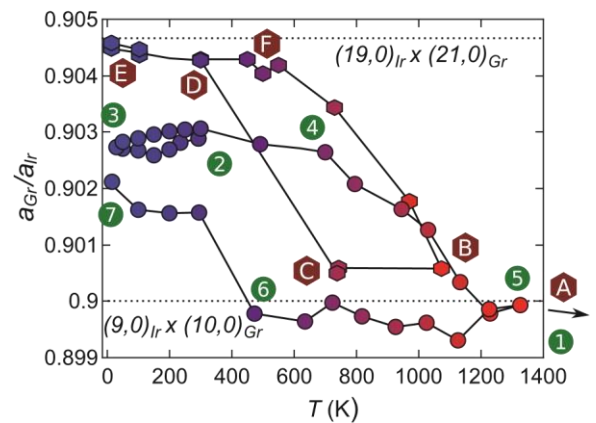 0.905
0.904
0.903
0.902
0.901
0.9
0.899
a_Gr/a_Ir
(19,0)_Ir x (21,0)_Gr
(9,0)_Ir x (10,0)_Gr
F
E
D
3
4
2
7
B
C
6
5
A
1
0 200 400 600 800 1000 1200 1400
T (K)